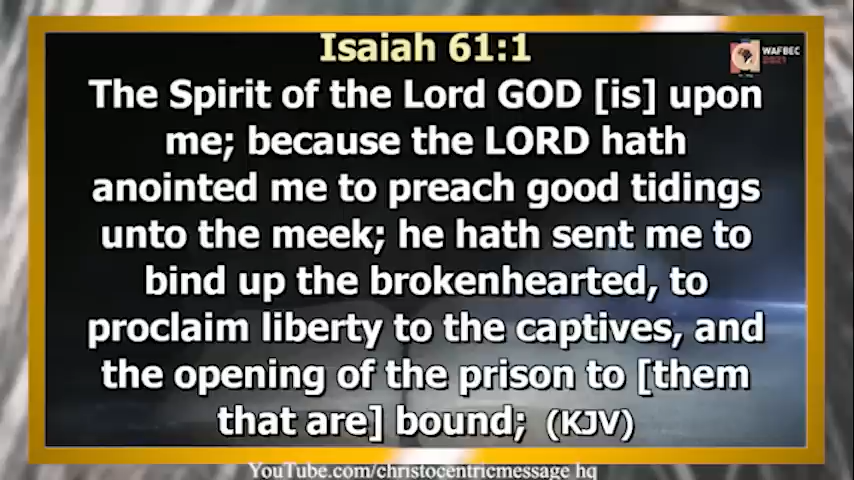 Isaiah 61:1
WAFBEC
2021
The Spirit of the Lord GOD [is] upon
me; because the LORD hath
anointed me to preach good tidings
unto the meek; he hath sent me to
bind up the brokenhearted, to
proclaim liberty to the captives, and
the opening of the prison to [them
that are] bound; (KJV)
YouTube.com/christocentricmessage hq